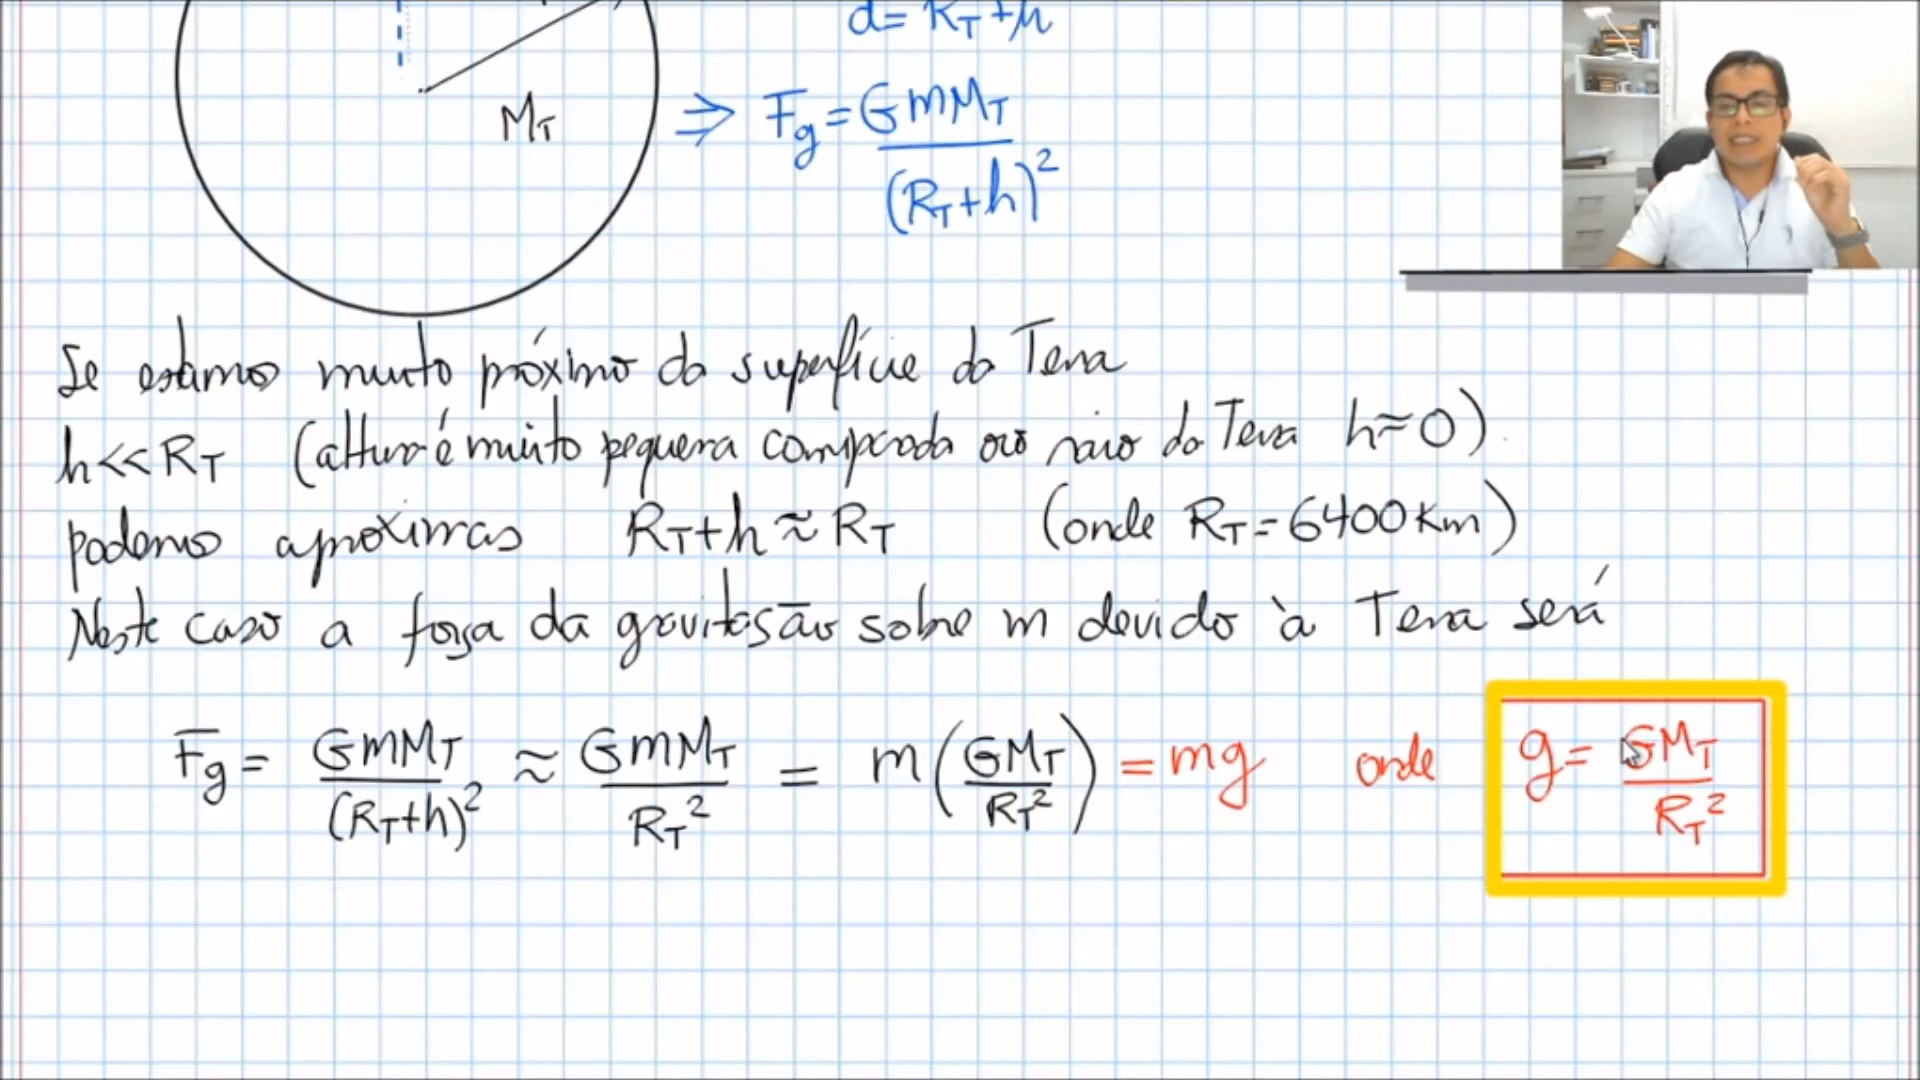 d = R_T + h
M_T
⇒ F_g = GmM_T / (R_T+h)²
Se estamos muito próximo da superfície da Terra
h << R_T (altura é muito pequena comparada ao raio da Terra h ≈ 0)
podemos aproximar R_T+h ≈ R_T (onde R_T = 6400 Km)
Neste caso a força da gravitação sobre m devido à Terra será
F_g = GmM_T / (R_T+h)² ≈ GmM_T / R_T² = m(GM_T / R_T²) = mg onde g = GM_T / R_T²